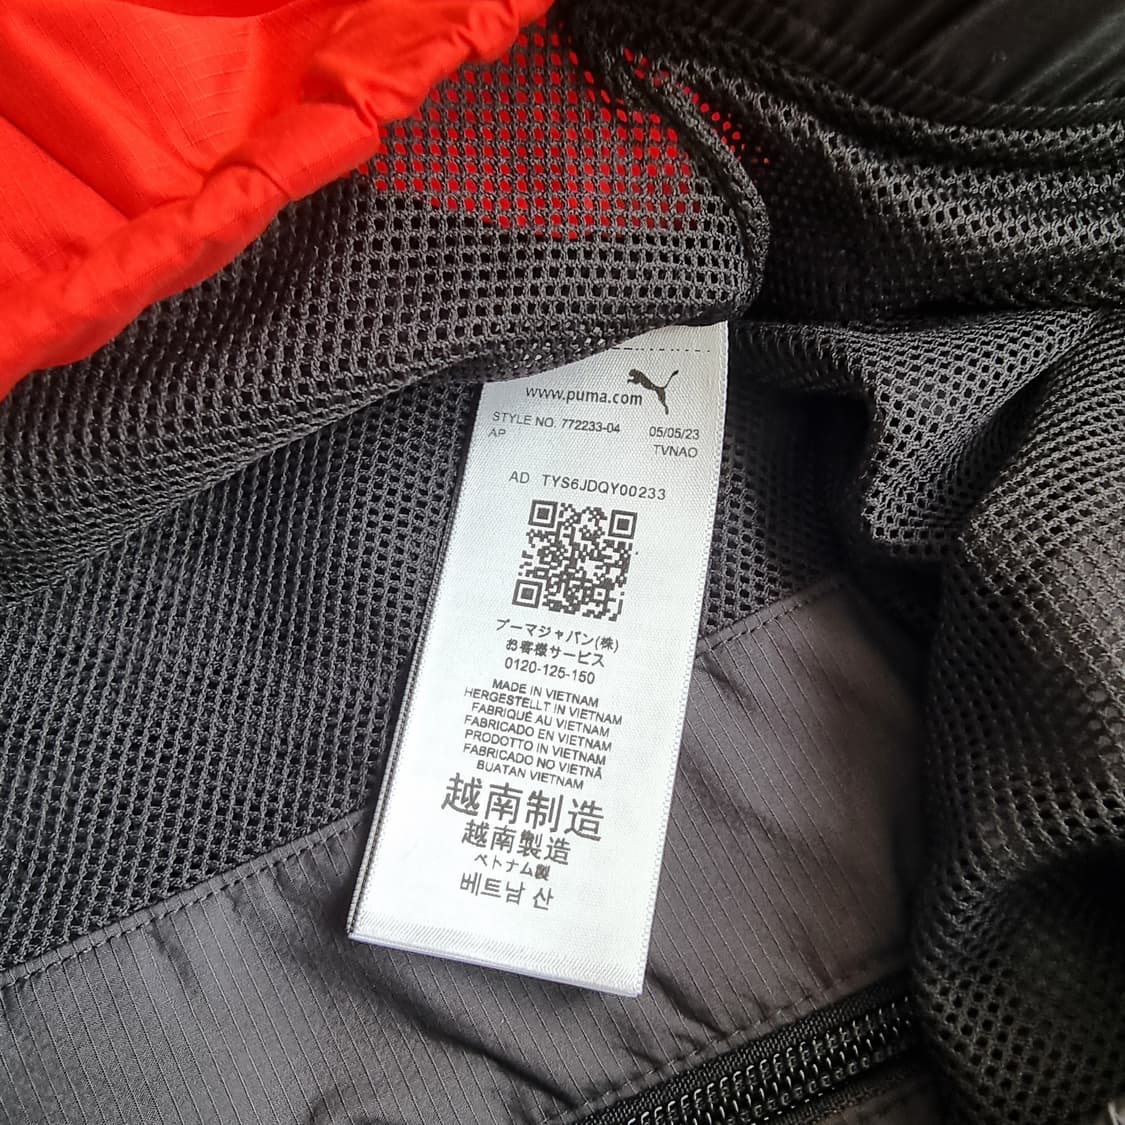 www.puma.com
STYLE NO. 772233-04 05/05/23
AP TVNAO
AD TYS6JDQY00233
プーマジャパン(株)
お客様サービス
0120-125-150
MADE IN VIETNAM
HERGESTELLT IN VIETNAM
FABRIQUÉ AU VIETNAM
FABRICADO EN VIETNAM
PRODOTTO IN VIETNAM
FABRICADO NO VIETNÃ
BUATAN VIETNAM
越南制造
越南製造
ベトナム製
베트남 산